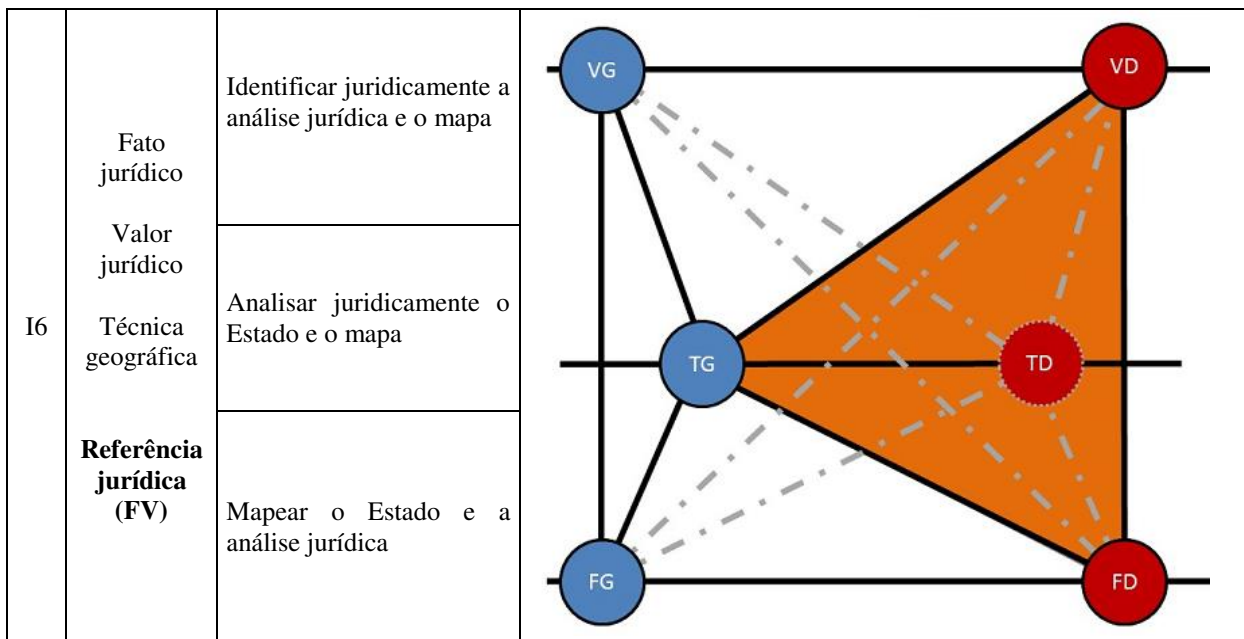 I6
Fato
jurídico
Valor
jurídico
Técnica
geográfica
Referência
jurídica
(FV)
Identificar juridicamente a
análise jurídica e o mapa
Analisar juridicamente o
Estado e o mapa
Mapear o Estado e a
análise jurídica
VG
VD
TG
TD
FG
FD